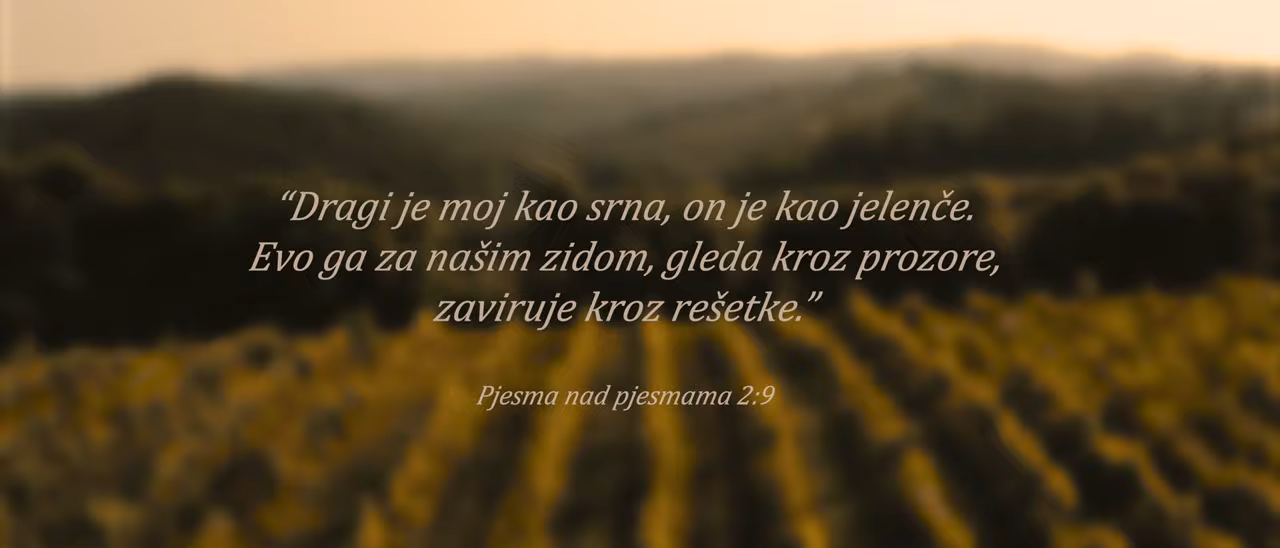 “Dragi je moj kao srna, on je kao jelenče.
Evo ga za našim zidom, gleda kroz prozore,
zaviruje kroz rešetke.”
Pjesma nad pjesmama 2:9